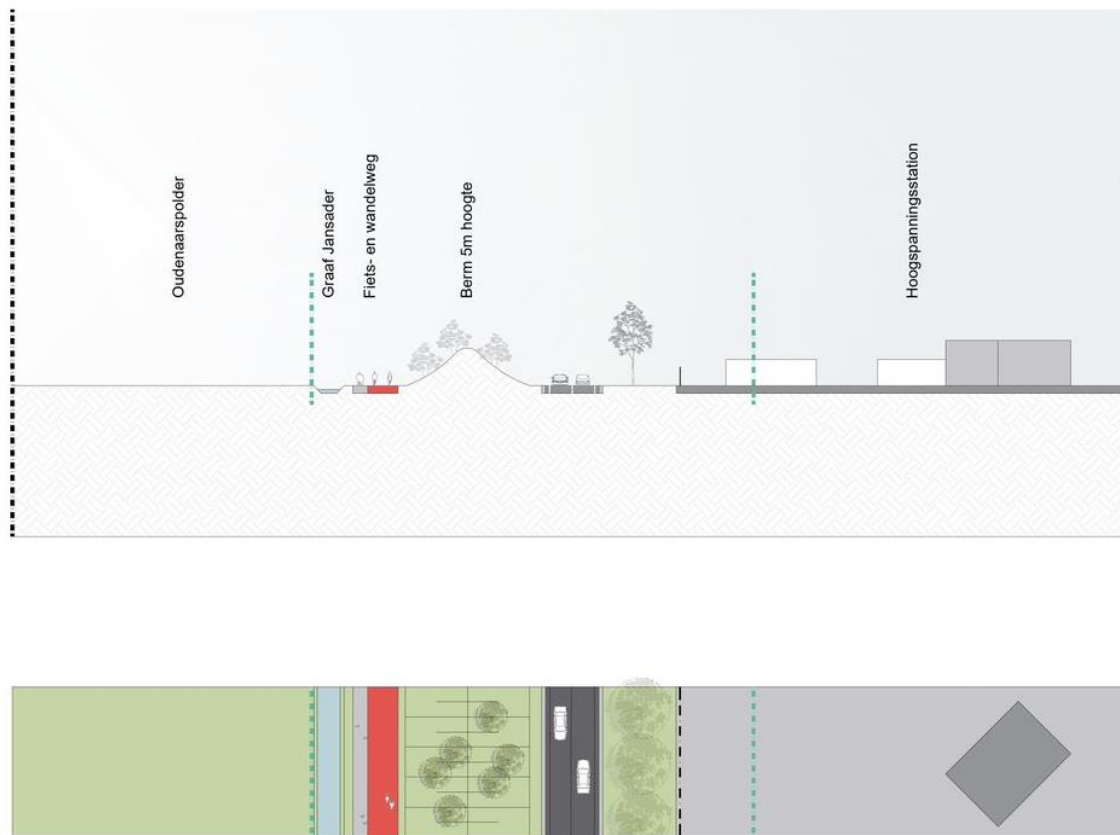 Oudenaarspolder
Graaf Jansader
Fiets- en wandelweg
Berm 5m hoogte
Hoogspanningsstation